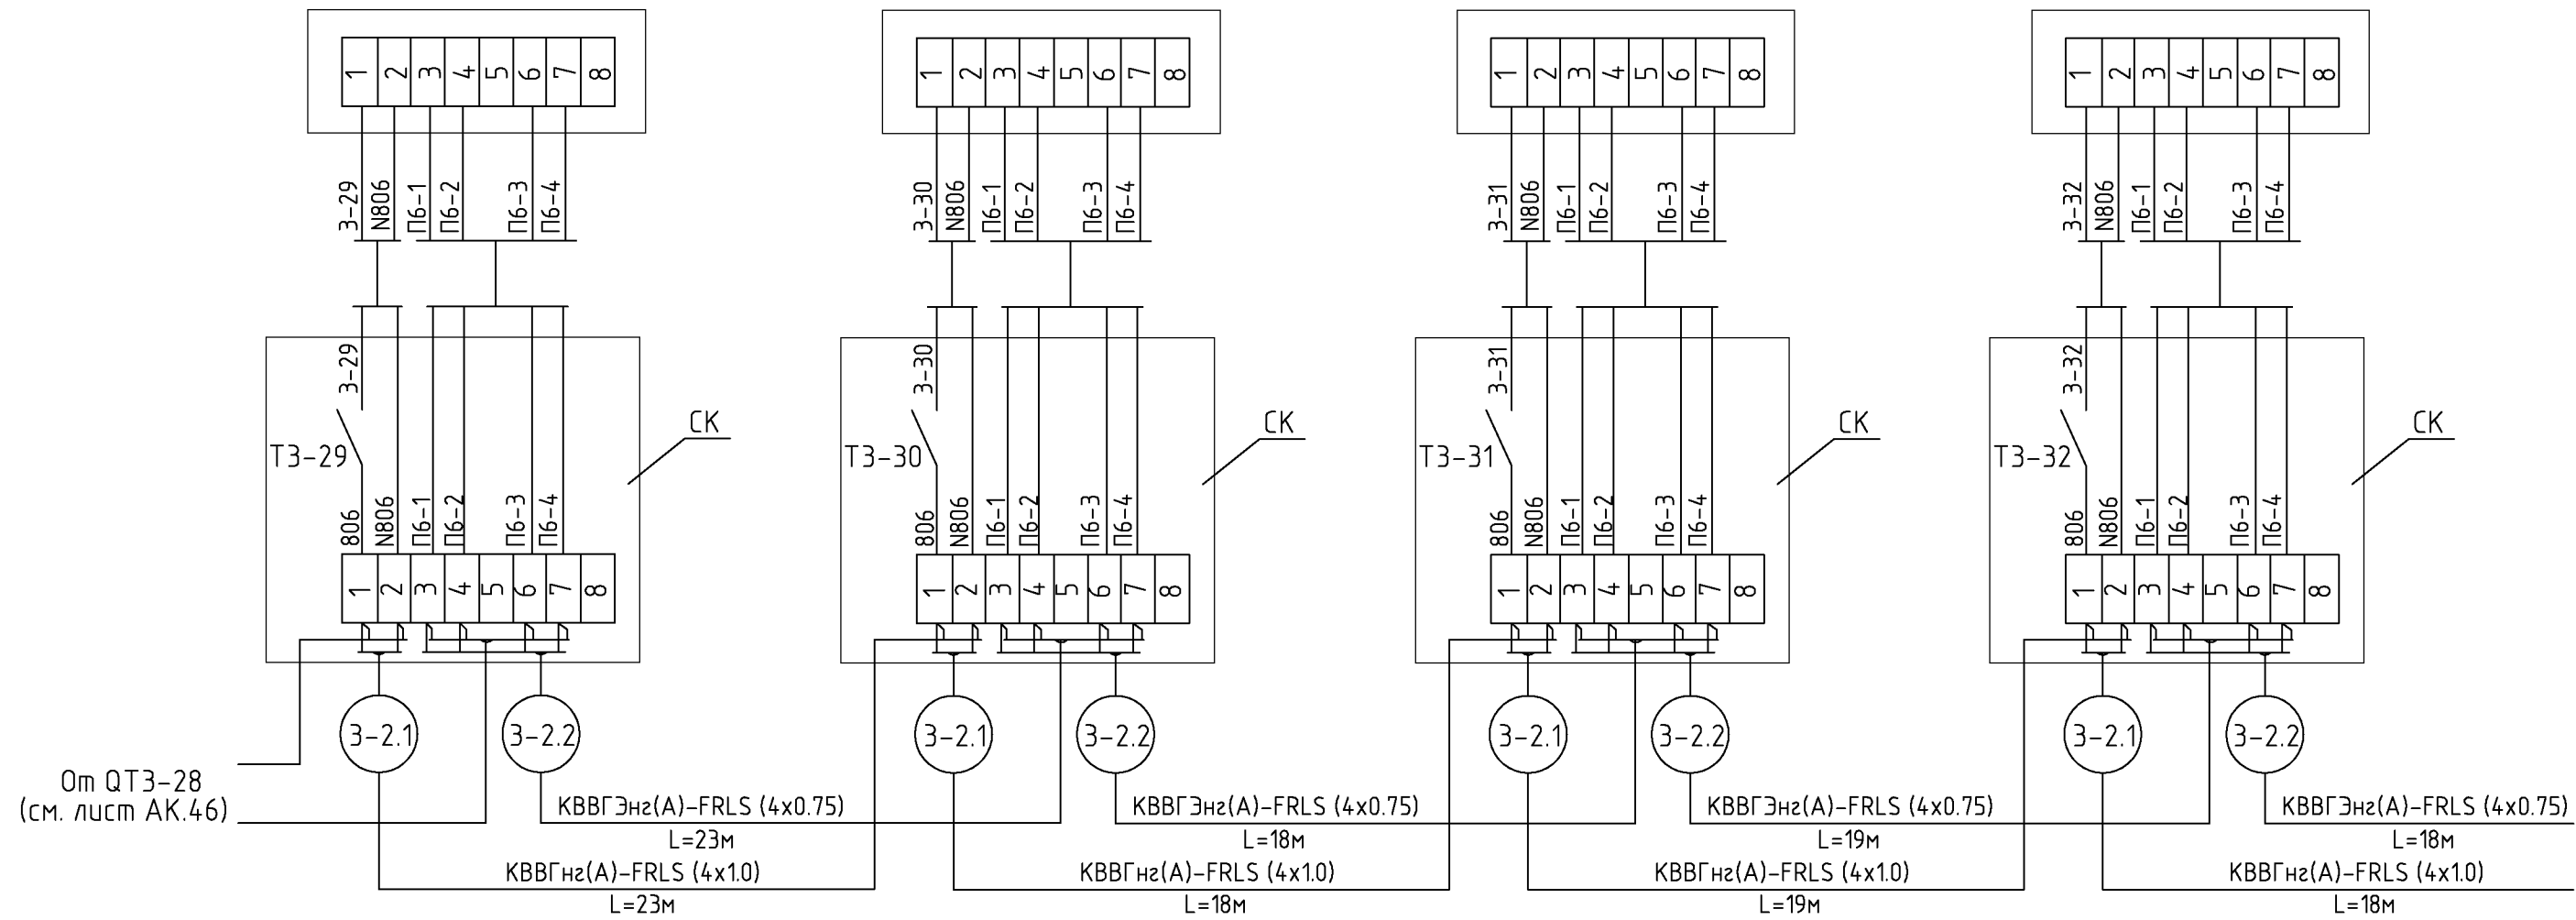 1 2 3 4 5 6 7 8
1 2 3 4 5 6 7 8
1 2 3 4 5 6 7 8
1 2 3 4 5 6 7 8
3-29 N806 П6-1 П6-2 П6-3 П6-4
3-30 N806 П6-1 П6-2 П6-3 П6-4
3-31 N806 П6-1 П6-2 П6-3 П6-4
3-32 N806 П6-1 П6-2 П6-3 П6-4
3-29
3-30
3-31
3-32
СК
СК
СК
СК
ТЗ-29
ТЗ-30
ТЗ-31
ТЗ-32
806 N806 П6-1 П6-2 П6-3 П6-4
806 N806 П6-1 П6-2 П6-3 П6-4
806 N806 П6-1 П6-2 П6-3 П6-4
806 N806 П6-1 П6-2 П6-3 П6-4
1 2 3 4 5 6 7 8
1 2 3 4 5 6 7 8
1 2 3 4 5 6 7 8
1 2 3 4 5 6 7 8
3-2.1
3-2.2
3-2.1
3-2.2
3-2.1
3-2.2
3-2.1
3-2.2
От QТЗ-28
(см. лист АК.46)
КВВГЭнг(А)-FRLS (4х0.75)
L=23м
КВВГЭнг(А)-FRLS (4х0.75)
L=18м
КВВГЭнг(А)-FRLS (4х0.75)
L=19м
КВВГЭнг(А)-FRLS (4х0.75)
L=18м
КВВГнг(А)-FRLS (4х1.0)
L=23м
КВВГнг(А)-FRLS (4х1.0)
L=18м
КВВГнг(А)-FRLS (4х1.0)
L=19м
КВВГнг(А)-FRLS (4х1.0)
L=18м